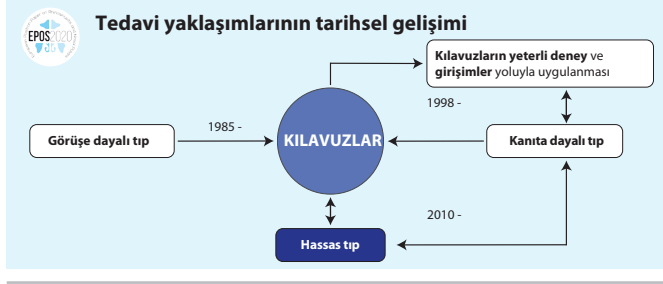 Tedavi yaklaşımlarının tarihsel gelişimi
EPOS2020
Kılavuzların yeterli deney ve
girişimler yoluyla uygulanması
1998 -
1985 -
Görüşe dayalı tıp
KILAVUZLAR
Kanıta dayalı tıp
2010 -
Hassas tıp